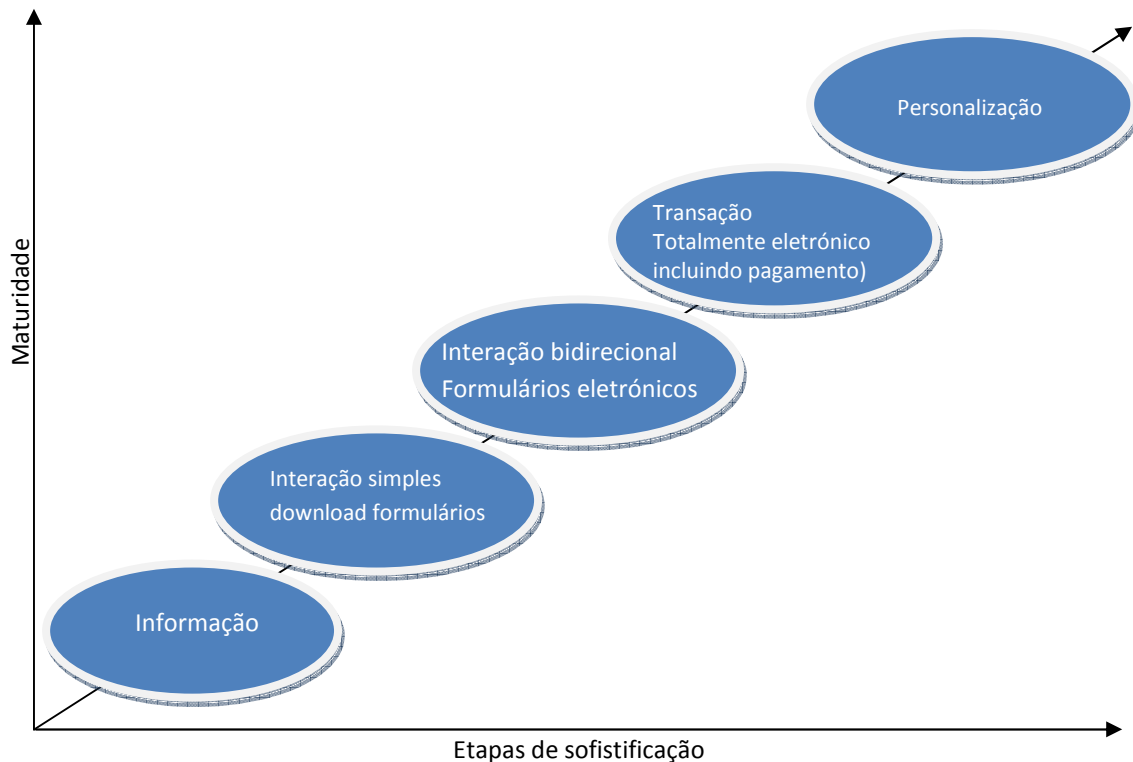 Personalização
Transação
Totalmente eletrónico
incluindo pagamento)
Interação bidirecional
Formulários eletrónicos
Interação simples
download formulários
Informação
Maturidade
Etapas de sofistificação